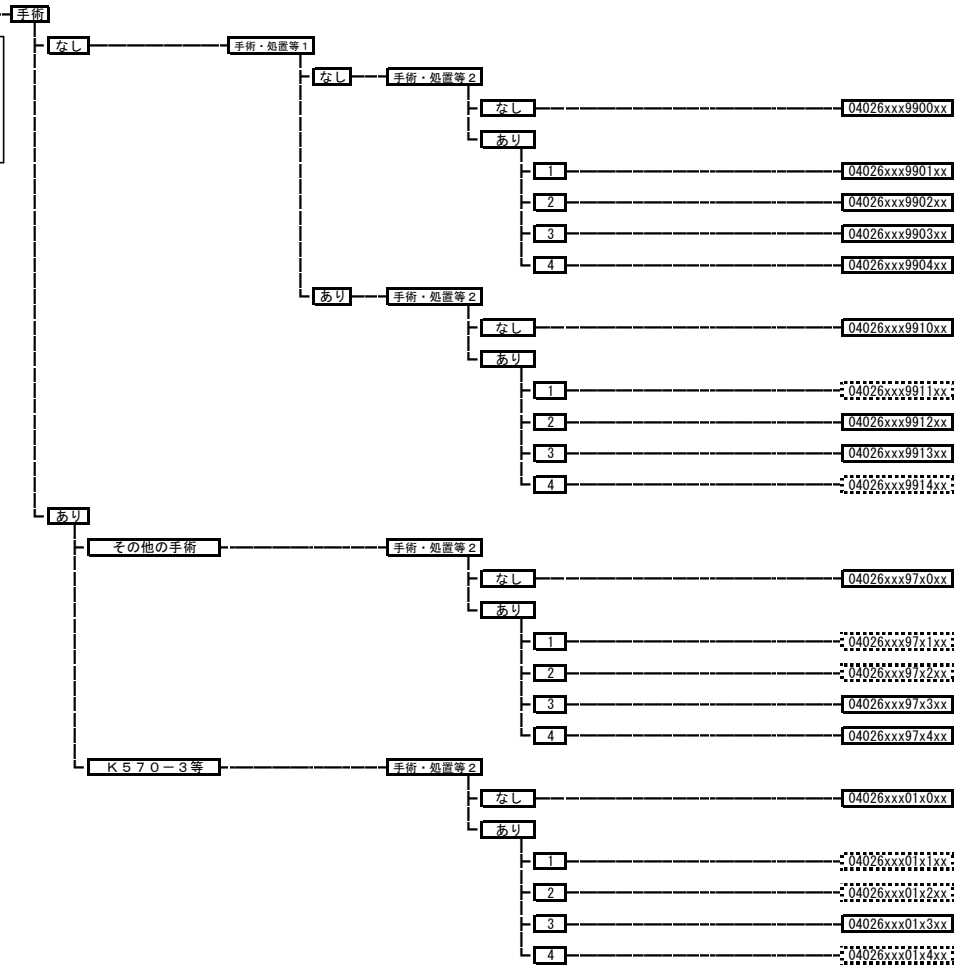 手術
なし 手術・処置等１
なし 手術・処置等２
なし 04026xxx9900xx
あり
1 04026xxx9901xx
2 04026xxx9902xx
3 04026xxx9903xx
4 04026xxx9904xx
あり 手術・処置等２
なし 04026xxx9910xx
あり
1 04026xxx9911xx
2 04026xxx9912xx
3 04026xxx9913xx
4 04026xxx9914xx
あり
その他の手術 手術・処置等２
なし 04026xxx97x0xx
あり
1 04026xxx97x1xx
2 04026xxx97x2xx
3 04026xxx97x3xx
4 04026xxx97x4xx
Ｋ５７０－３等 手術・処置等２
なし 04026xxx01x0xx
あり
1 04026xxx01x1xx
2 04026xxx01x2xx
3 04026xxx01x3xx
4 04026xxx01x4xx